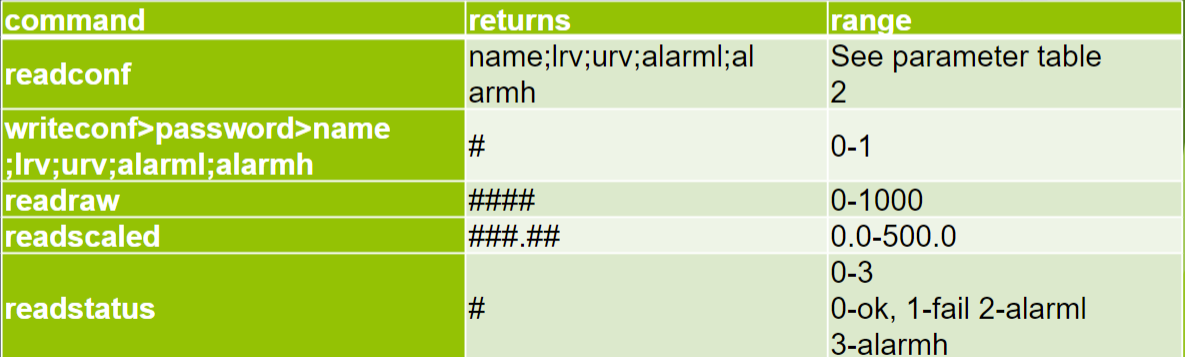 command returns range
readconf name;lrv;urv;alarml;al
armh See parameter table
2
writeconf>password>name
;lrv;urv;alarml;alarmh # 0-1
readraw #### 0-1000
readscaled ###.## 0.0-500.0
readstatus # 0-3
0-ok, 1-fail 2-alarml
3-alarmh